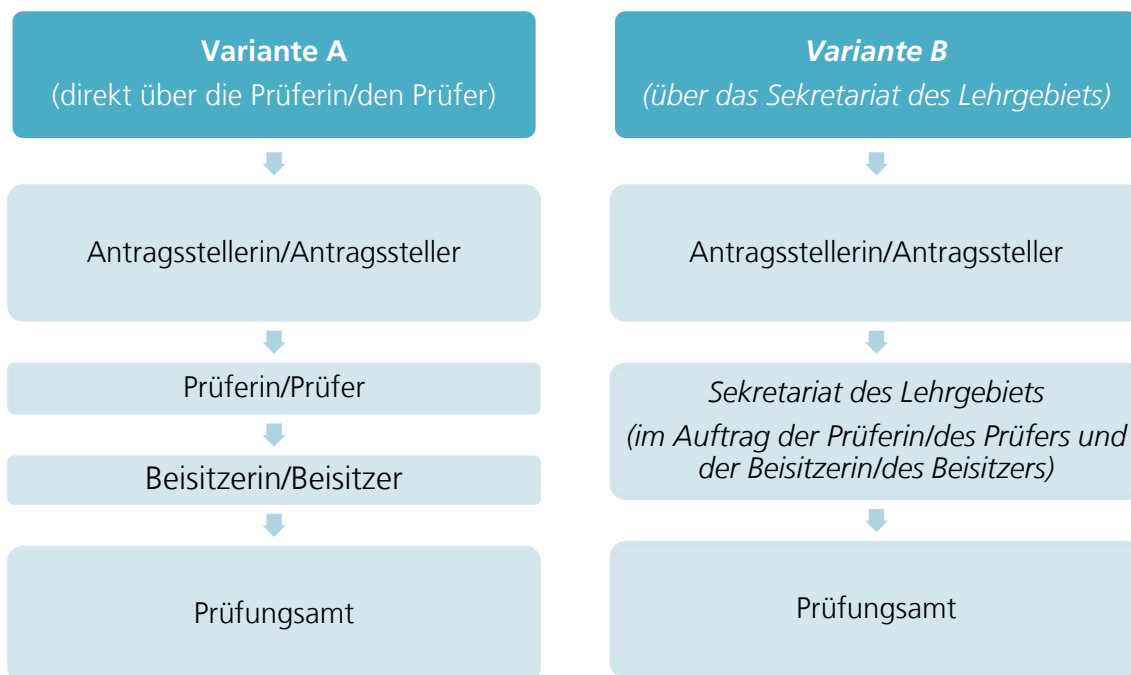 Variante A
(direkt über die Prüferin/den Prüfer)
Antragsstellerin/Antragssteller
Prüferin/Prüfer
Beisitzerin/Beisitzer
Prüfungsamt
Variante B
(über das Sekretariat des Lehrgebiets)
Antragsstellerin/Antragssteller
Sekretariat des Lehrgebiets
(im Auftrag der Prüferin/des Prüfers und
der Beisitzerin/des Beisitzers)
Prüfungsamt